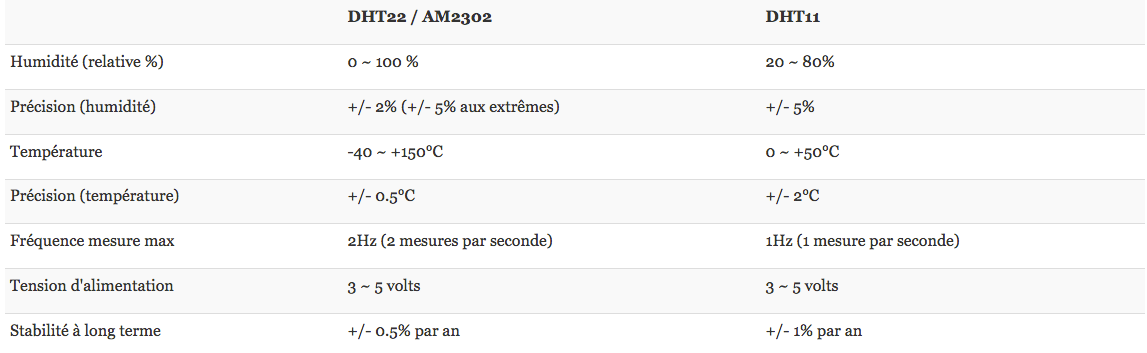 DHT22 / AM2302 DHT11
Humidité (relative %) 0 ~ 100 % 20 ~ 80%
Précision (humidité) +/- 2% (+/- 5% aux extrêmes) +/- 5%
Température -40 ~ +150°C 0 ~ +50°C
Précision (température) +/- 0.5°C +/- 2°C
Fréquence mesure max 2Hz (2 mesures par seconde) 1Hz (1 mesure par seconde)
Tension d'alimentation 3 ~ 5 volts 3 ~ 5 volts
Stabilité à long terme +/- 0.5% par an +/- 1% par an